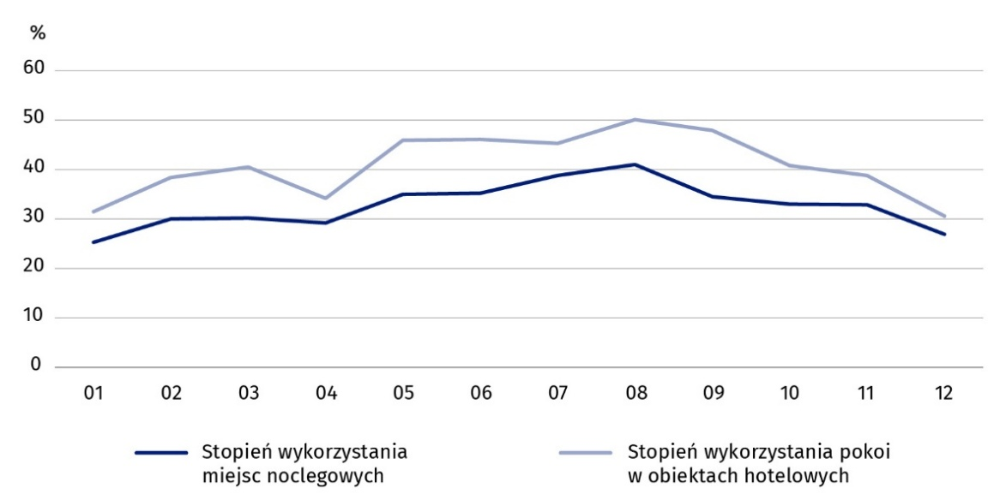 %
60
50
40
30
20
10
0
01 02 03 04 05 06 07 08 09 10 11 12
Stopień wykorzystania
miejsc noclegowych
Stopień wykorzystania pokoi
w obiektach hotelowych